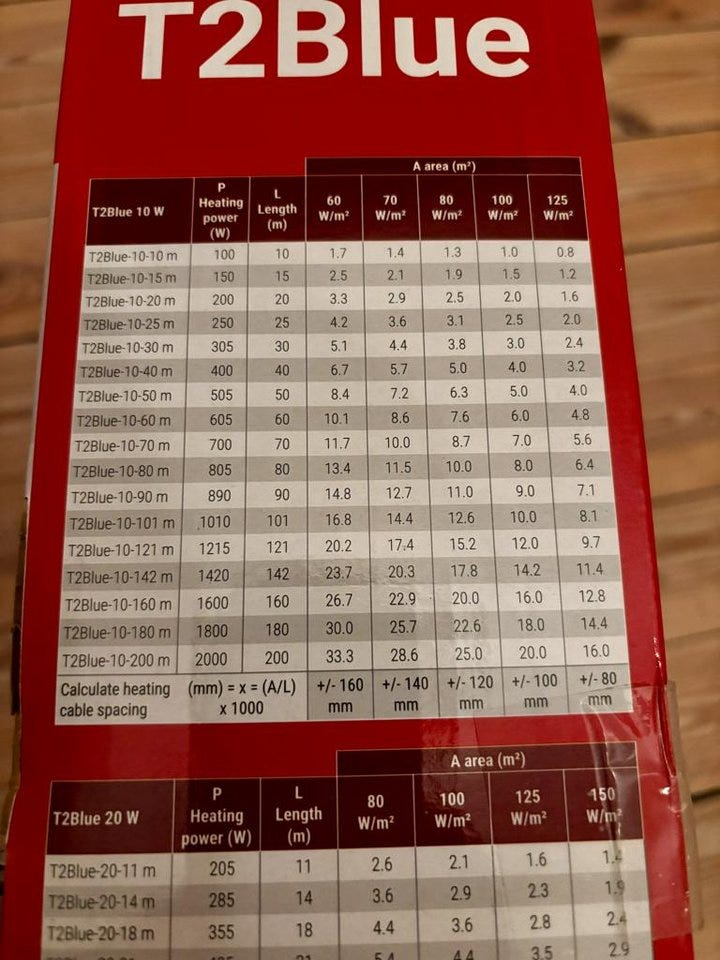 T2Blue
A area (m²)
T2Blue 10 W P Heating power (W) L Length (m) 60 W/m² 70 W/m² 80 W/m² 100 W/m² 125 W/m²
T2Blue-10-10 m 100 10 1.7 1.4 1.3 1.0 0.8
T2Blue-10-15 m 150 15 2.5 2.1 1.9 1.5 1.2
T2Blue-10-20 m 200 20 3.3 2.9 2.5 2.0 1.6
T2Blue-10-25 m 250 25 4.2 3.6 3.1 2.5 2.0
T2Blue-10-30 m 305 30 5.1 4.4 3.8 3.0 2.4
T2Blue-10-40 m 400 40 6.7 5.7 5.0 4.0 3.2
T2Blue-10-50 m 505 50 8.4 7.2 6.3 5.0 4.0
T2Blue-10-60 m 605 60 10.1 8.6 7.6 6.0 4.8
T2Blue-10-70 m 700 70 11.7 10.0 8.7 7.0 5.6
T2Blue-10-80 m 805 80 13.4 11.5 10.0 8.0 6.4
T2Blue-10-90 m 890 90 14.8 12.7 11.0 9.0 7.1
T2Blue-10-101 m 1010 101 16.8 14.4 12.6 10.0 8.1
T2Blue-10-121 m 1215 121 20.2 17.4 15.2 12.0 9.7
T2Blue-10-142 m 1420 142 23.7 20.3 17.8 14.2 11.4
T2Blue-10-160 m 1600 160 26.7 22.9 20.0 16.0 12.8
T2Blue-10-180 m 1800 180 30.0 25.7 22.6 18.0 14.4
T2Blue-10-200 m 2000 200 33.3 28.6 25.0 20.0 16.0
Calculate heating cable spacing (mm) = x = (A/L) x 1000 +/- 160 mm +/- 140 mm +/- 120 mm +/- 100 mm +/- 80 mm
A area (m²)
T2Blue 20 W P Heating power (W) L Length (m) 80 W/m² 100 W/m² 125 W/m² 150 W/m²
T2Blue-20-11 m 205 11 2.6 2.1 1.6 1.4
T2Blue-20-14 m 285 14 3.6 2.9 2.3 1.9
T2Blue-20-18 m 355 18 4.4 3.6 2.8 2.4
5.4 4.4 3.5 2.9